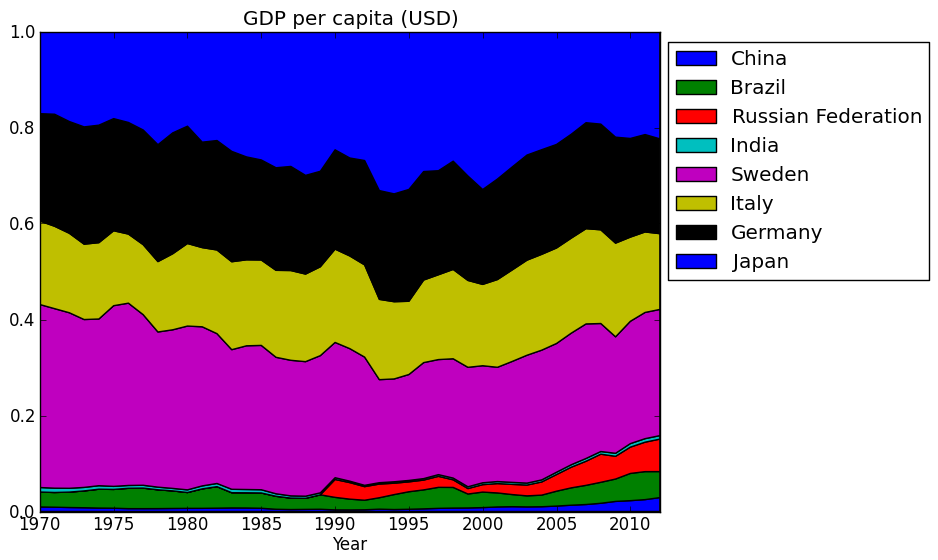 GDP per capita (USD)
1.0
0.8
0.6
0.4
0.2
0.0
1970 1975 1980 1985 1990 1995 2000 2005 2010
Year
China
Brazil
Russian Federation
India
Sweden
Italy
Germany
Japan